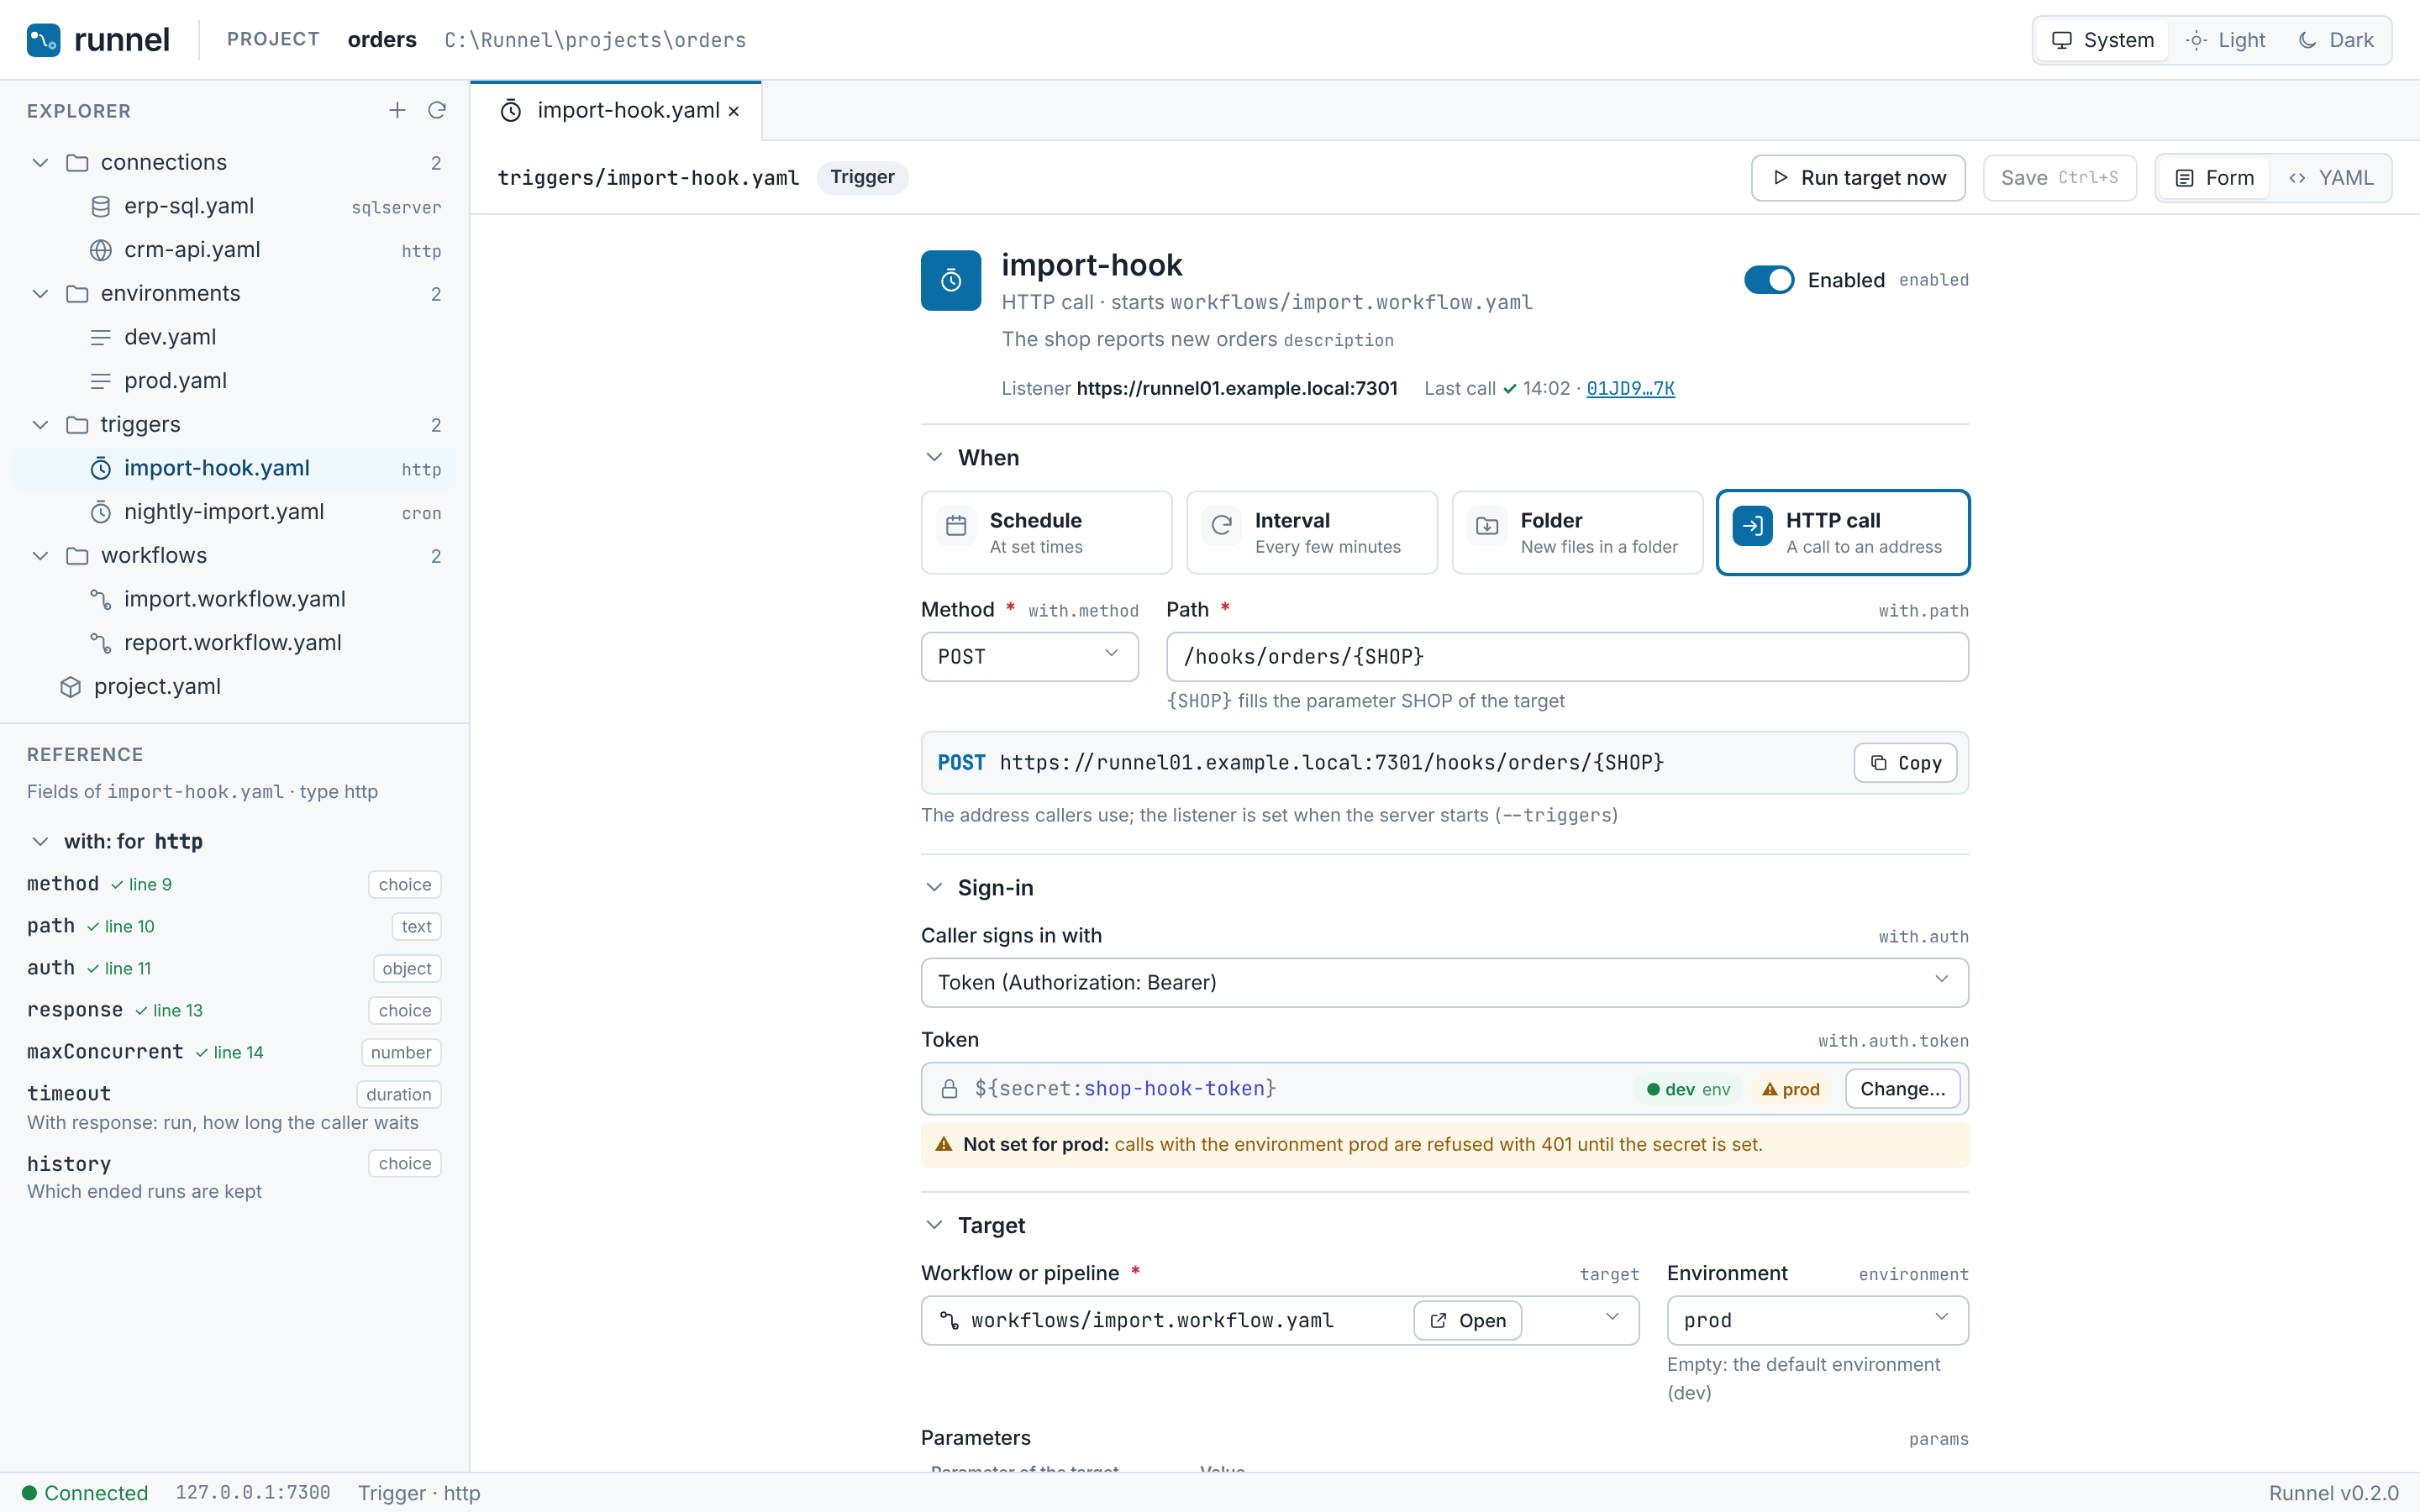 runnel
PROJECT orders C:\Runnel\projects\orders
System Light Dark
EXPLORER
connections 2
erp-sql.yaml sqlserver
crm-api.yaml http
environments 2
dev.yaml
prod.yaml
triggers 2
import-hook.yaml http
nightly-import.yaml cron
workflows 2
import.workflow.yaml
report.workflow.yaml
project.yaml
REFERENCE
Fields of import-hook.yaml · type http
with: for http
method ✓ line 9 choice
path ✓ line 10 text
auth ✓ line 11 object
response ✓ line 13 choice
maxConcurrent ✓ line 14 number
timeout duration
With response: run, how long the caller waits
history choice
Which ended runs are kept
import-hook.yaml ×
triggers/import-hook.yaml Trigger
Run target now Save Ctrl+S Form YAML
import-hook
Enabled enabled
HTTP call · starts workflows/import.workflow.yaml
The shop reports new orders description
Listener https://runnel01.example.local:7301 Last call ✓ 14:02 · 01JD9…7K
When
Schedule
At set times
Interval
Every few minutes
Folder
New files in a folder
HTTP call
A call to an address
Method * with.method Path * with.path
POST /hooks/orders/{SHOP}
{SHOP} fills the parameter SHOP of the target
POST https://runnel01.example.local:7301/hooks/orders/{SHOP} Copy
The address callers use; the listener is set when the server starts (--triggers)
Sign-in
Caller signs in with with.auth
Token (Authorization: Bearer)
Token with.auth.token
${secret:shop-hook-token} dev env prod Change...
Not set for prod: calls with the environment prod are refused with 401 until the secret is set.
Target
Workflow or pipeline * target Environment environment
workflows/import.workflow.yaml Open prod
Empty: the default environment
(dev)
Parameters params
Parameter of the target Value
Connected 127.0.0.1:7300 Trigger · http Runnel v0.2.0